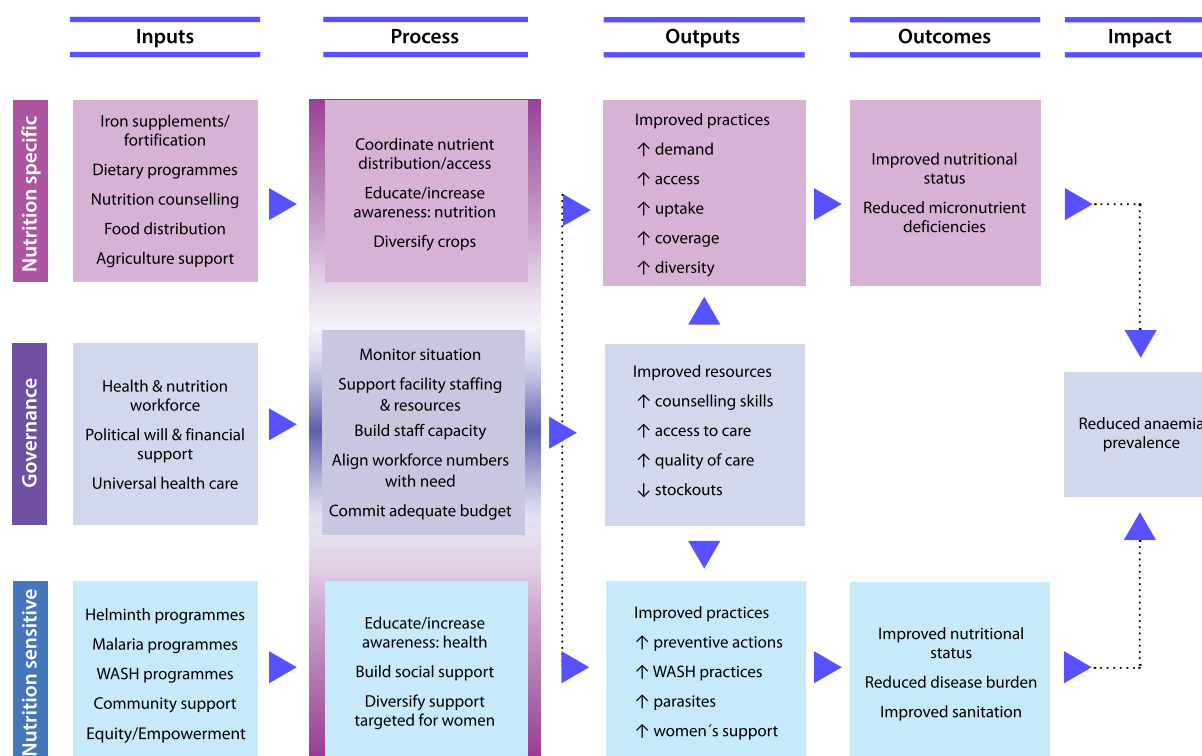 Inputs
Process
Outputs
Outcomes
Impact
Nutrition specific
Iron supplements/
fortification
Dietary programmes
Nutrition counselling
Food distribution
Agriculture support
Coordinate nutrient
distribution/access
Educate/increase
awareness: nutrition
Diversify crops
Improved practices
↑ demand
↑ access
↑ uptake
↑ coverage
↑ diversity
Improved nutritional
status
Reduced micronutrient
deficiencies
Governance
Health & nutrition
workforce
Political will & financial
support
Universal health care
Monitor situation
Support facility staffing
& resources
Build staff capacity
Align workforce numbers
with need
Commit adequate budget
Improved resources
↑ counselling skills
↑ access to care
↑ quality of care
↓ stockouts
Reduced anaemia
prevalence
Nutrition sensitive
Helminth programmes
Malaria programmes
WASH programmes
Community support
Equity/Empowerment
Educate/increase
awareness: health
Build social support
Diversify support
targeted for women
Improved practices
↑ preventive actions
↑ WASH practices
↑ parasites
↑ women´s support
Improved nutritional
status
Reduced disease burden
Improved sanitation